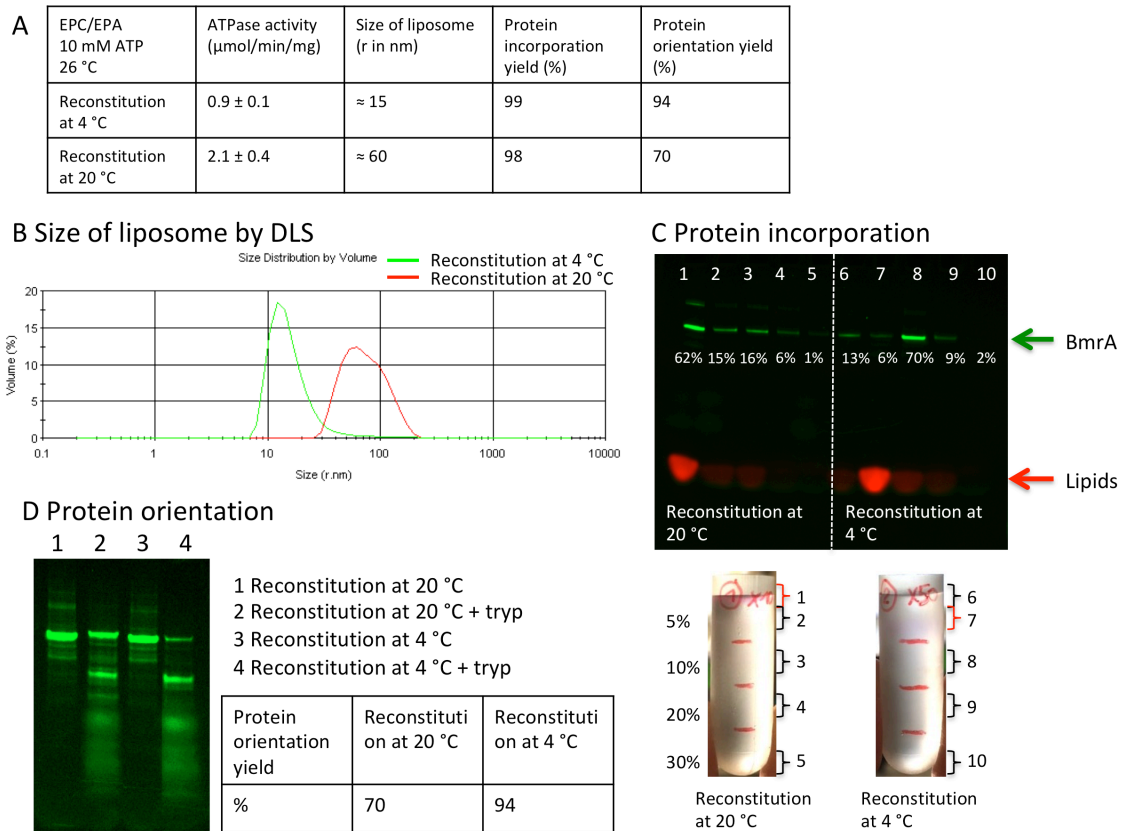 A
EPC/EPA
10 mM ATP
26 °C
ATPase activity
(μmol/min/mg)
Size of liposome
(r in nm)
Protein
incorporation
yield (%)
Protein
orientation yield
(%)
Reconstitution
at 4 °C
0.9 ± 0.1
≈ 15
99
94
Reconstitution
at 20 °C
2.1 ± 0.4
≈ 60
98
70
B Size of liposome by DLS
Size Distribution by Volume
Reconstitution at 4 °C
Reconstitution at 20 °C
Volume (%)
20
15
10
5
0
0.1 1 10 100 1000 10000
Size (r.nm)
C Protein incorporation
1 2 3 4 5 6 7 8 9 10
BmrA
62% 15% 16% 6% 1% 13% 6% 70% 9% 2%
Lipids
Reconstitution at
20 °C
Reconstitution at
4 °C
5%
10%
20%
30%
1
2
3
4
5
6
7
8
9
10
Reconstitution
at 20 °C
Reconstitution
at 4 °C
D Protein orientation
1 2 3 4
1 Reconstitution at 20 °C
2 Reconstitution at 20 °C + tryp
3 Reconstitution at 4 °C
4 Reconstitution at 4 °C + tryp
Protein
orientation
yield
Reconstituti
on at 20 °C
Reconstituti
on at 4 °C
%
70
94